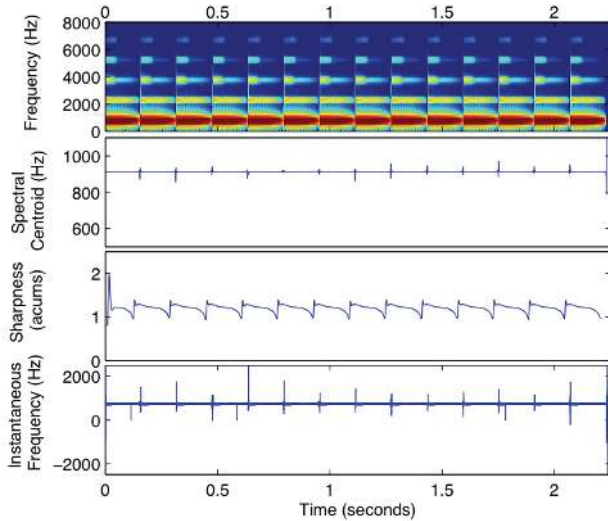 0 0.5 1 1.5 2
8000
6000
4000
2000
0
Frequency (Hz)
1000
800
600
Spectral
Centroid (Hz)
2
1
0
Sharpness
(acums)
2000
0
−2000
Instantaneous
Frequency (Hz)
0 0.5 1 1.5 2
Time (seconds)